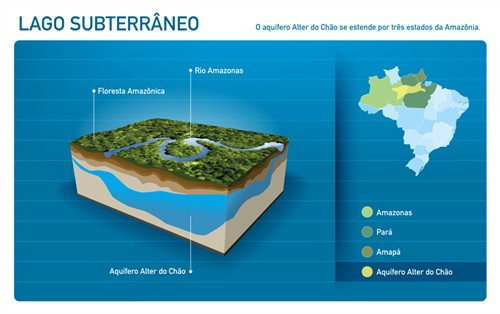 LAGO SUBTERRÂNEO
O aquífero Alter do Chão se estende por três estados da Amazônia.
Rio Amazonas
Floresta Amazônica
Aquífero Alter do Chão
Amazonas
Pará
Amapá
Aquífero Alter do Chão